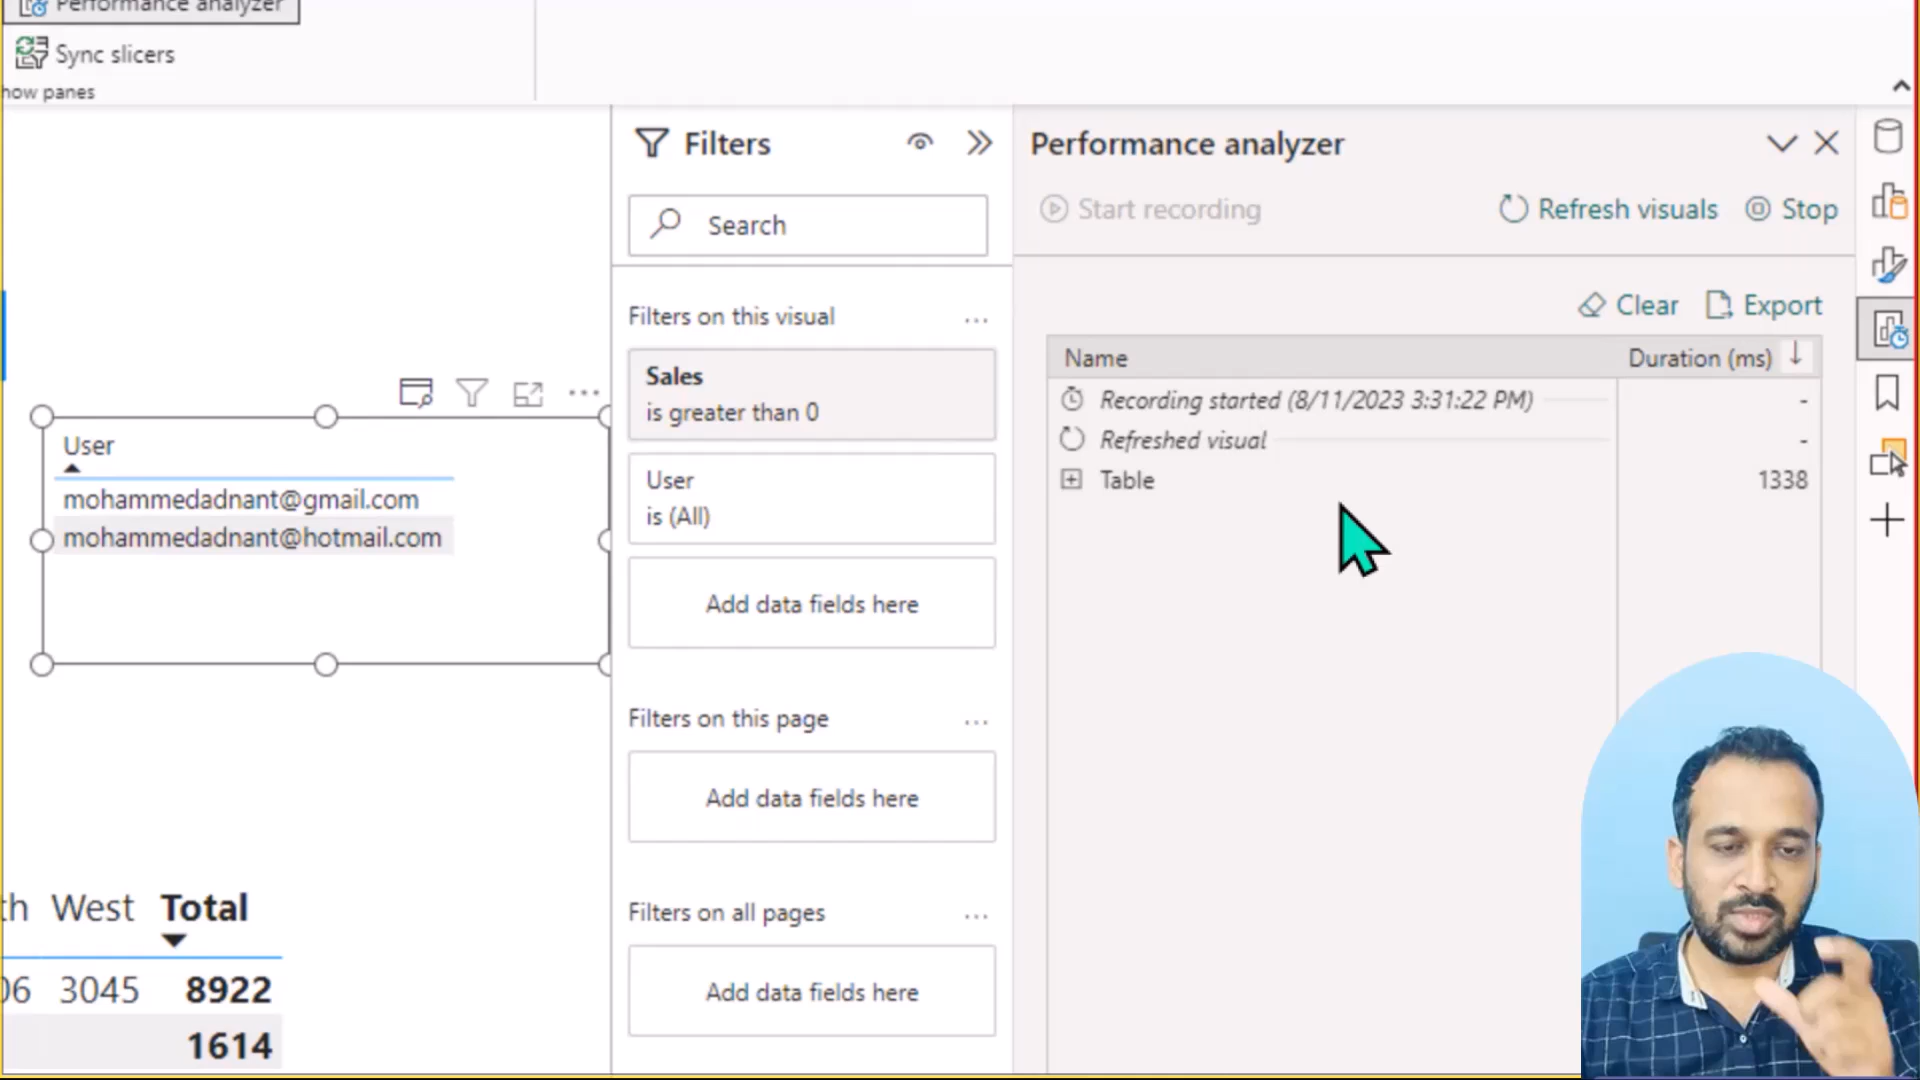 Performance analyzer
Sync slicers
how panes
Filters
Search
Filters on this visual
...
Sales
is greater than 0
User
is (All)
Add data fields here
Filters on this page
...
Add data fields here
Filters on all pages
...
Add data fields here
Performance analyzer
Start recording
Refresh visuals
Stop
Clear
Export
Name
Duration (ms)
Recording started (8/11/2023 3:31:22 PM)
-
Refreshed visual
-
Table
1338
User
mohammedadnant@gmail.com
mohammedadnant@hotmail.com
th West Total
06 3045 8922
1614